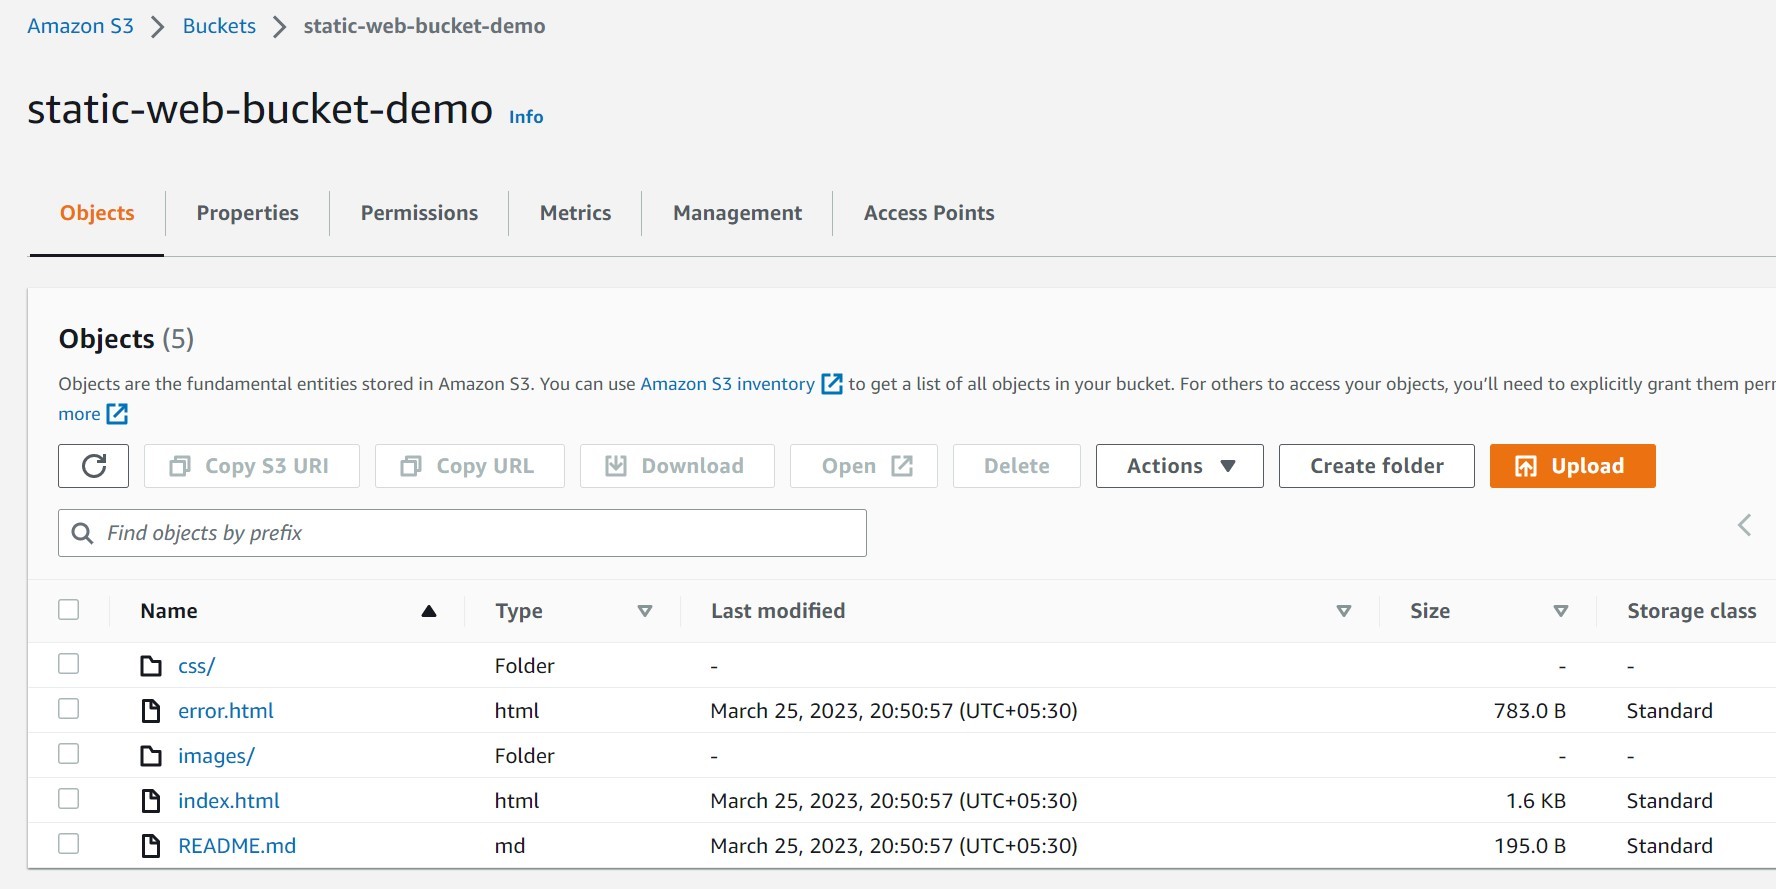 Amazon S3 > Buckets > static-web-bucket-demo
static-web-bucket-demo Info
Objects Properties Permissions Metrics Management Access Points
Objects (5)
Objects are the fundamental entities stored in Amazon S3. You can use Amazon S3 inventory to get a list of all objects in your bucket. For others to access your objects, you'll need to explicitly grant them
more
Copy S3 URI Copy URL Download Open Delete Actions Create folder Upload
Find objects by prefix
Name Type Last modified Size Storage class
css/ Folder - - -
error.html html March 25, 2023, 20:50:57 (UTC+05:30) 783.0 B Standard
images/ Folder - - -
index.html html March 25, 2023, 20:50:57 (UTC+05:30) 1.6 KB Standard
README.md md March 25, 2023, 20:50:57 (UTC+05:30) 195.0 B Standard